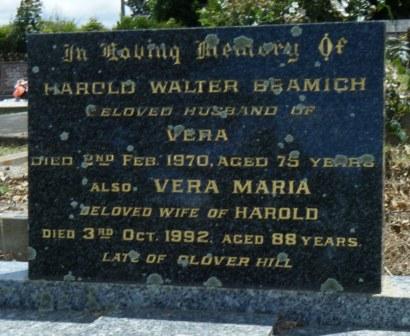 In Loving Memory Of
HAROLD WALTER BRAMICH
BELOVED HUSBAND OF
VERA
DIED 2ND FEB. 1970, AGED 75 YEARS
ALSO VERA MARIA
BELOVED WIFE OF HAROLD
DIED 3RD OCT. 1992, AGED 88 YEARS.
LATE OF CLOVER HILL